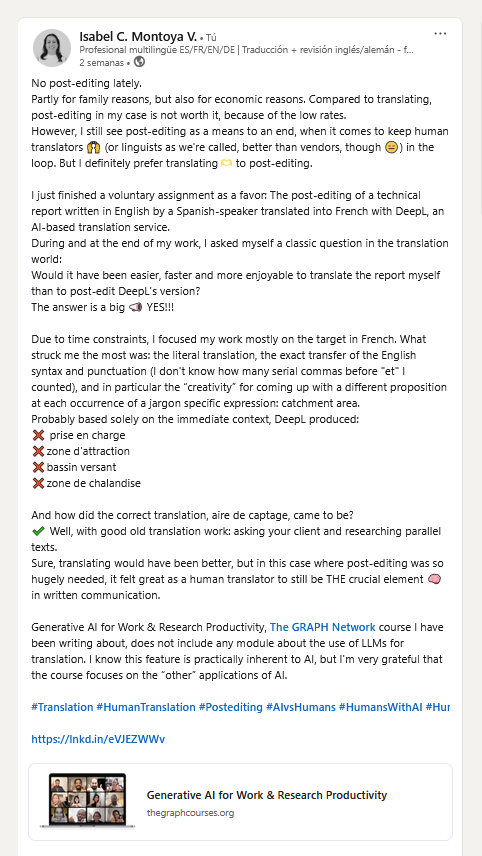 Isabel C. Montoya V. • Tú
Profesional multilingüe ES/FR/EN/DE | Traducción + revisión inglés/alemán - f...
2 semanas •
No post-editing lately.
Partly for family reasons, but also for economic reasons. Compared to translating,
post-editing in my case is not worth it, because of the low rates.
However, I still see post-editing as a means to an end, when it comes to keep human
translators 🙌 (or linguists as we're called, better than vendors, though 😄) in the
loop. But I definitely prefer translating 🫶 to post-editing.
I just finished a voluntary assignment as a favor: The post-editing of a technical
report written in English by a Spanish-speaker translated into French with DeepL, an
AI-based translation service.
During and at the end of my work, I asked myself a classic question in the translation
world:
Would it have been easier, faster and more enjoyable to translate the report myself
than to post-edit DeepL's version?
The answer is a big 📢 YES!!!
Due to time constraints, I focused my work mostly on the target in French. What
struck me the most was: the literal translation, the exact transfer of the English
syntax and punctuation (I don't know how many serial commas before "et" I
counted), and in particular the "creativity" for coming up with a different proposition
at each occurrence of a jargon specific expression: catchment area.
Probably based solely on the immediate context, DeepL produced:
❌ prise en charge
❌ zone d'attraction
❌ bassin versant
❌ zone de chalandise
And how did the correct translation, aire de captage, came to be?
✔ Well, with good old translation work: asking your client and researching parallel
texts.
Sure, translating would have been better, but in this case where post-editing was so
hugely needed, it felt great as a human translator to still be THE crucial element 🧠
in written communication.
Generative AI for Work & Research Productivity, The GRAPH Network course I have
been writing about, does not include any module about the use of LLMs for
translation. I know this feature is practically inherent to AI, but I'm very grateful that
the course focuses on the "other" applications of AI.
#Translation #HumanTranslation #Postediting #AIvsHumans #HumansWithAI #Hur
https://lnkd.in/eVJEZWWv
Generative AI for Work & Research Productivity
thegraphcourses.org